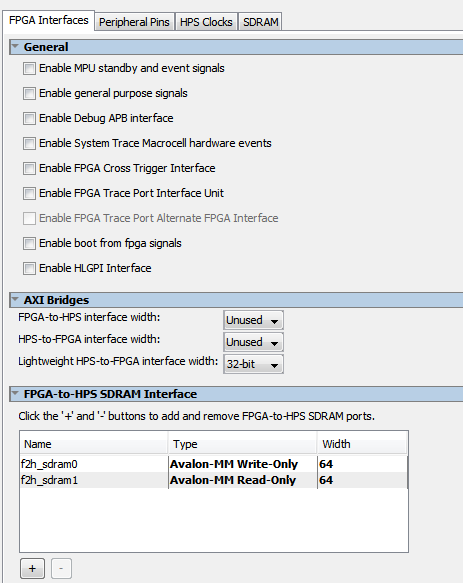 FPGA Interfaces Peripheral Pins HPS Clocks SDRAM
General
Enable MPU standby and event signals
Enable general purpose signals
Enable Debug APB interface
Enable System Trace Macrocell hardware events
Enable FPGA Cross Trigger Interface
Enable FPGA Trace Port Interface Unit
Enable FPGA Trace Port Alternate FPGA Interface
Enable boot from fpga signals
Enable HLGPI Interface
AXI Bridges
FPGA-to-HPS interface width: Unused
HPS-to-FPGA interface width: Unused
Lightweight HPS-to-FPGA interface width: 32-bit
FPGA-to-HPS SDRAM Interface
Click the '+' and '-' buttons to add and remove FPGA-to-HPS SDRAM ports.
Name Type Width
f2h_sdram0 Avalon-MM Write-Only 64
f2h_sdram1 Avalon-MM Read-Only 64
+ -